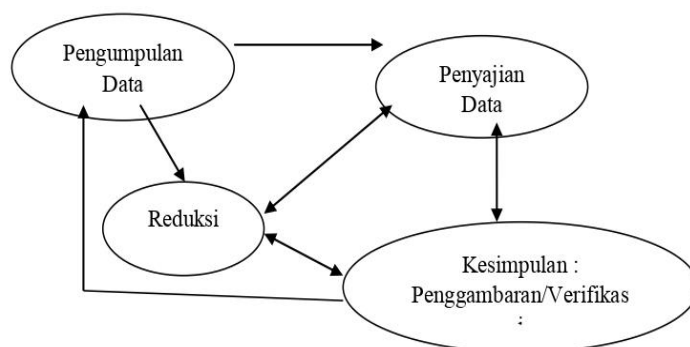 Pengumpulan
Data
Penyajian
Data
Reduksi
Kesimpulan :
Penggambaran/Verifikas